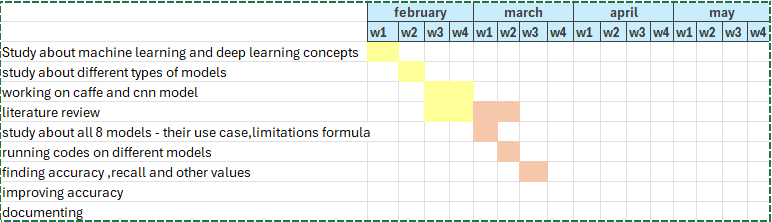 february march april may
w1 w2 w3 w4 w1 w2 w3 w4 w1 w2 w3 w4 w1 w2 w3 w4
Study about machine learning and deep learning concepts
study about different types of models
working on caffe and cnn model
literature review
study about all 8 models - their use case,limitations formula
running codes on different models
finding accuracy ,recall and other values
improving accuracy
documenting